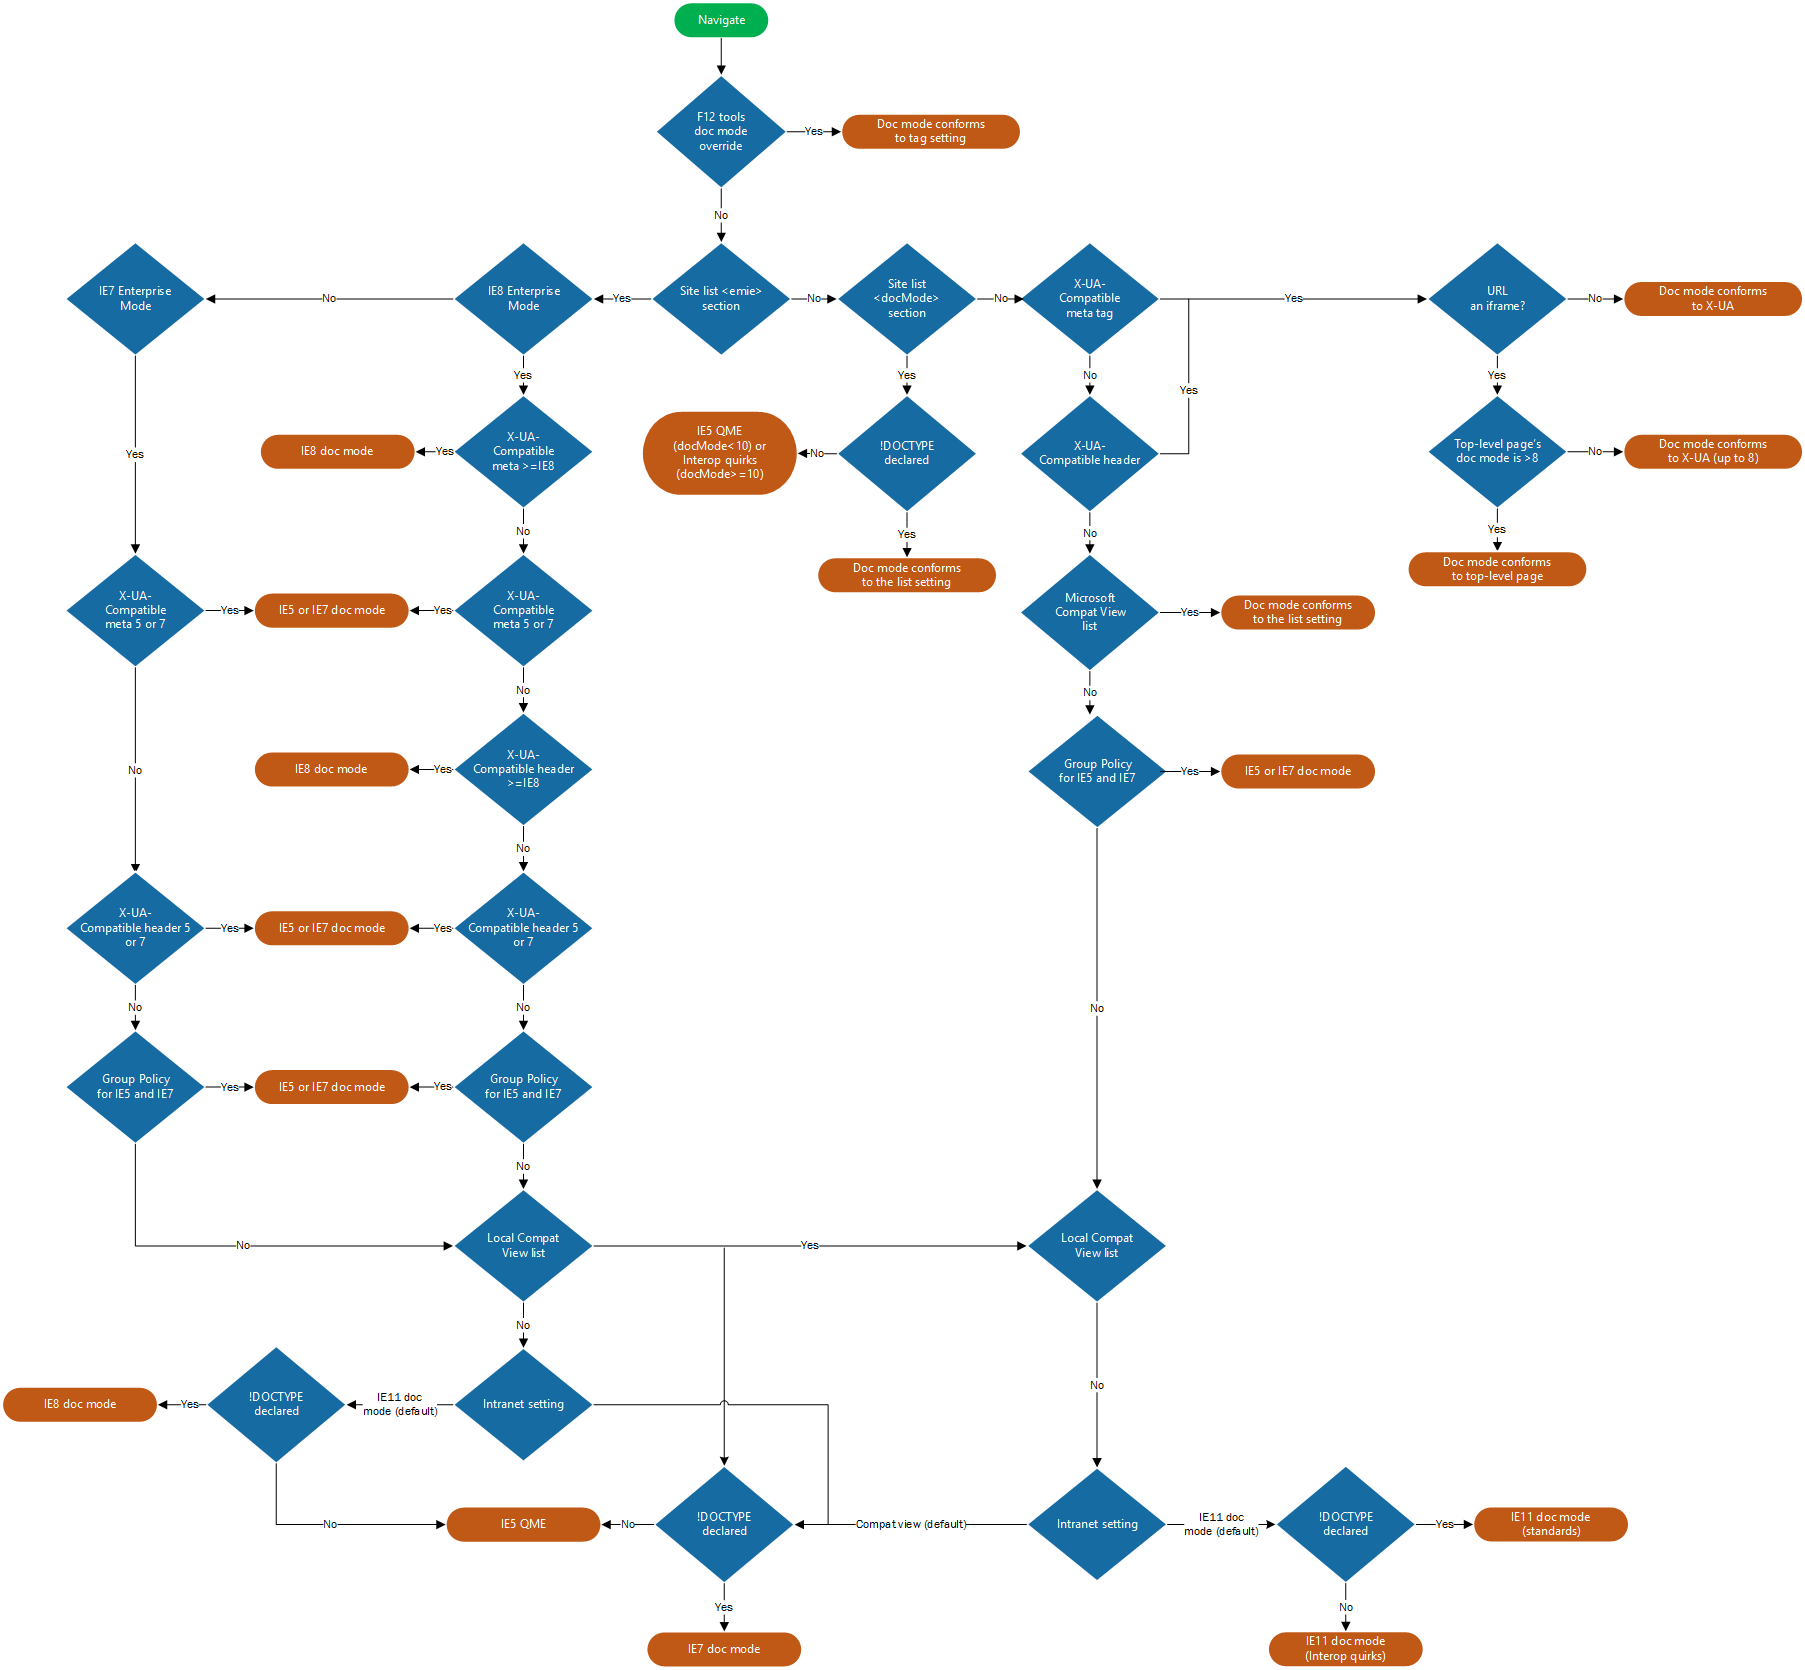 Navigate
F12 tools
doc mode
override
Yes
Doc mode conforms
to tag setting
No
IE7 Enterprise
Mode
No
IE8 Enterprise
Mode
Yes
Site list <emie>
section
No
Site list
<docMode>
section
No
X-UA-
Compatible
meta tag
Yes
URL
an iframe?
No
Doc mode conforms
to X-UA
Yes
Yes
No
Yes
Yes
Yes
IE8 doc mode
Yes
X-UA-
Compatible
meta >=IE8
IE5 QME
(docMode<10) or
Interop quirks
(docMode>=10)
No
!DOCTYPE
declared
X-UA-
Compatible header
Top-level page's
doc mode is >8
No
Doc mode conforms
to X-UA (up to 8)
No
Yes
No
Yes
Doc mode conforms
to the list setting
Doc mode conforms
to top-level page
X-UA-
Compatible
meta 5 or 7
Yes
IE5 or IE7 doc mode
Yes
X-UA-
Compatible
meta 5 or 7
Microsoft
Compat View
list
Yes
Doc mode conforms
to the list setting
No
No
No
IE8 doc mode
Yes
X-UA-
Compatible header
>=IE8
Group Policy
for IE5 and IE7
Yes
IE5 or IE7 doc mode
No
X-UA-
Compatible header 5
or 7
Yes
IE5 or IE7 doc mode
Yes
X-UA-
Compatible header 5
or 7
No
No
No
Group Policy
for IE5 and IE7
Yes
IE5 or IE7 doc mode
Yes
Group Policy
for IE5 and IE7
No
No
Local Compat
View list
Yes
Local Compat
View list
No
No
IE8 doc mode
Yes
!DOCTYPE
declared
IE11 doc
mode (default)
Intranet setting
No
IE5 QME
No
!DOCTYPE
declared
Compat view (default)
Intranet setting
IE11 doc
mode (default)
!DOCTYPE
declared
Yes
IE11 doc mode
(standards)
Yes
No
IE7 doc mode
IE11 doc mode
(Interop quirks)